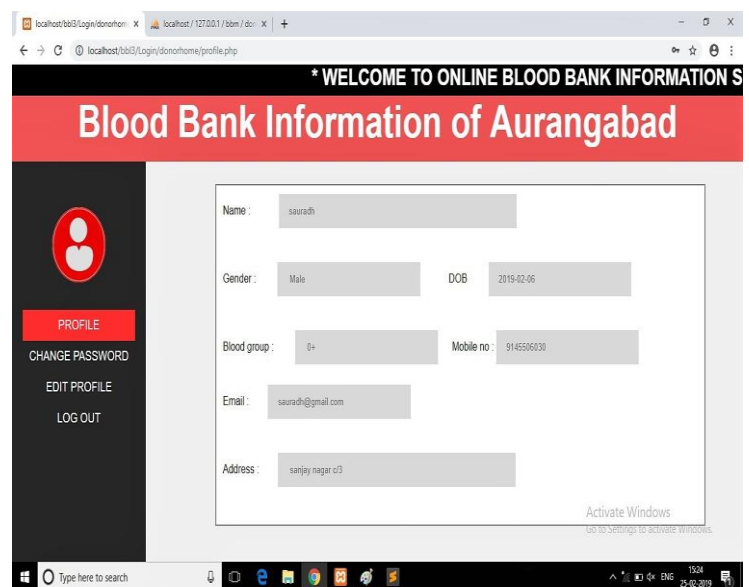 localhost/bbl3/Login/donorhom X localhost / 127.0.0.1 / bbm / don X +
localhost/bbl3/Login/donorhome/profile.php
* WELCOME TO ONLINE BLOOD BANK INFORMATION S
Blood Bank Information of Aurangabad
Name : sauradh
Gender : Male DOB 2019-02-06
PROFILE
Blood group : 0+ Mobile no : 9145506030
CHANGE PASSWORD
EDIT PROFILE
Email : sauradh@gmail.com
LOG OUT
Address : sanjay nagar c/3
Activate Windows
Go to Settings to activate Windows.
Type here to search
ENG 15:24
25-02-2019